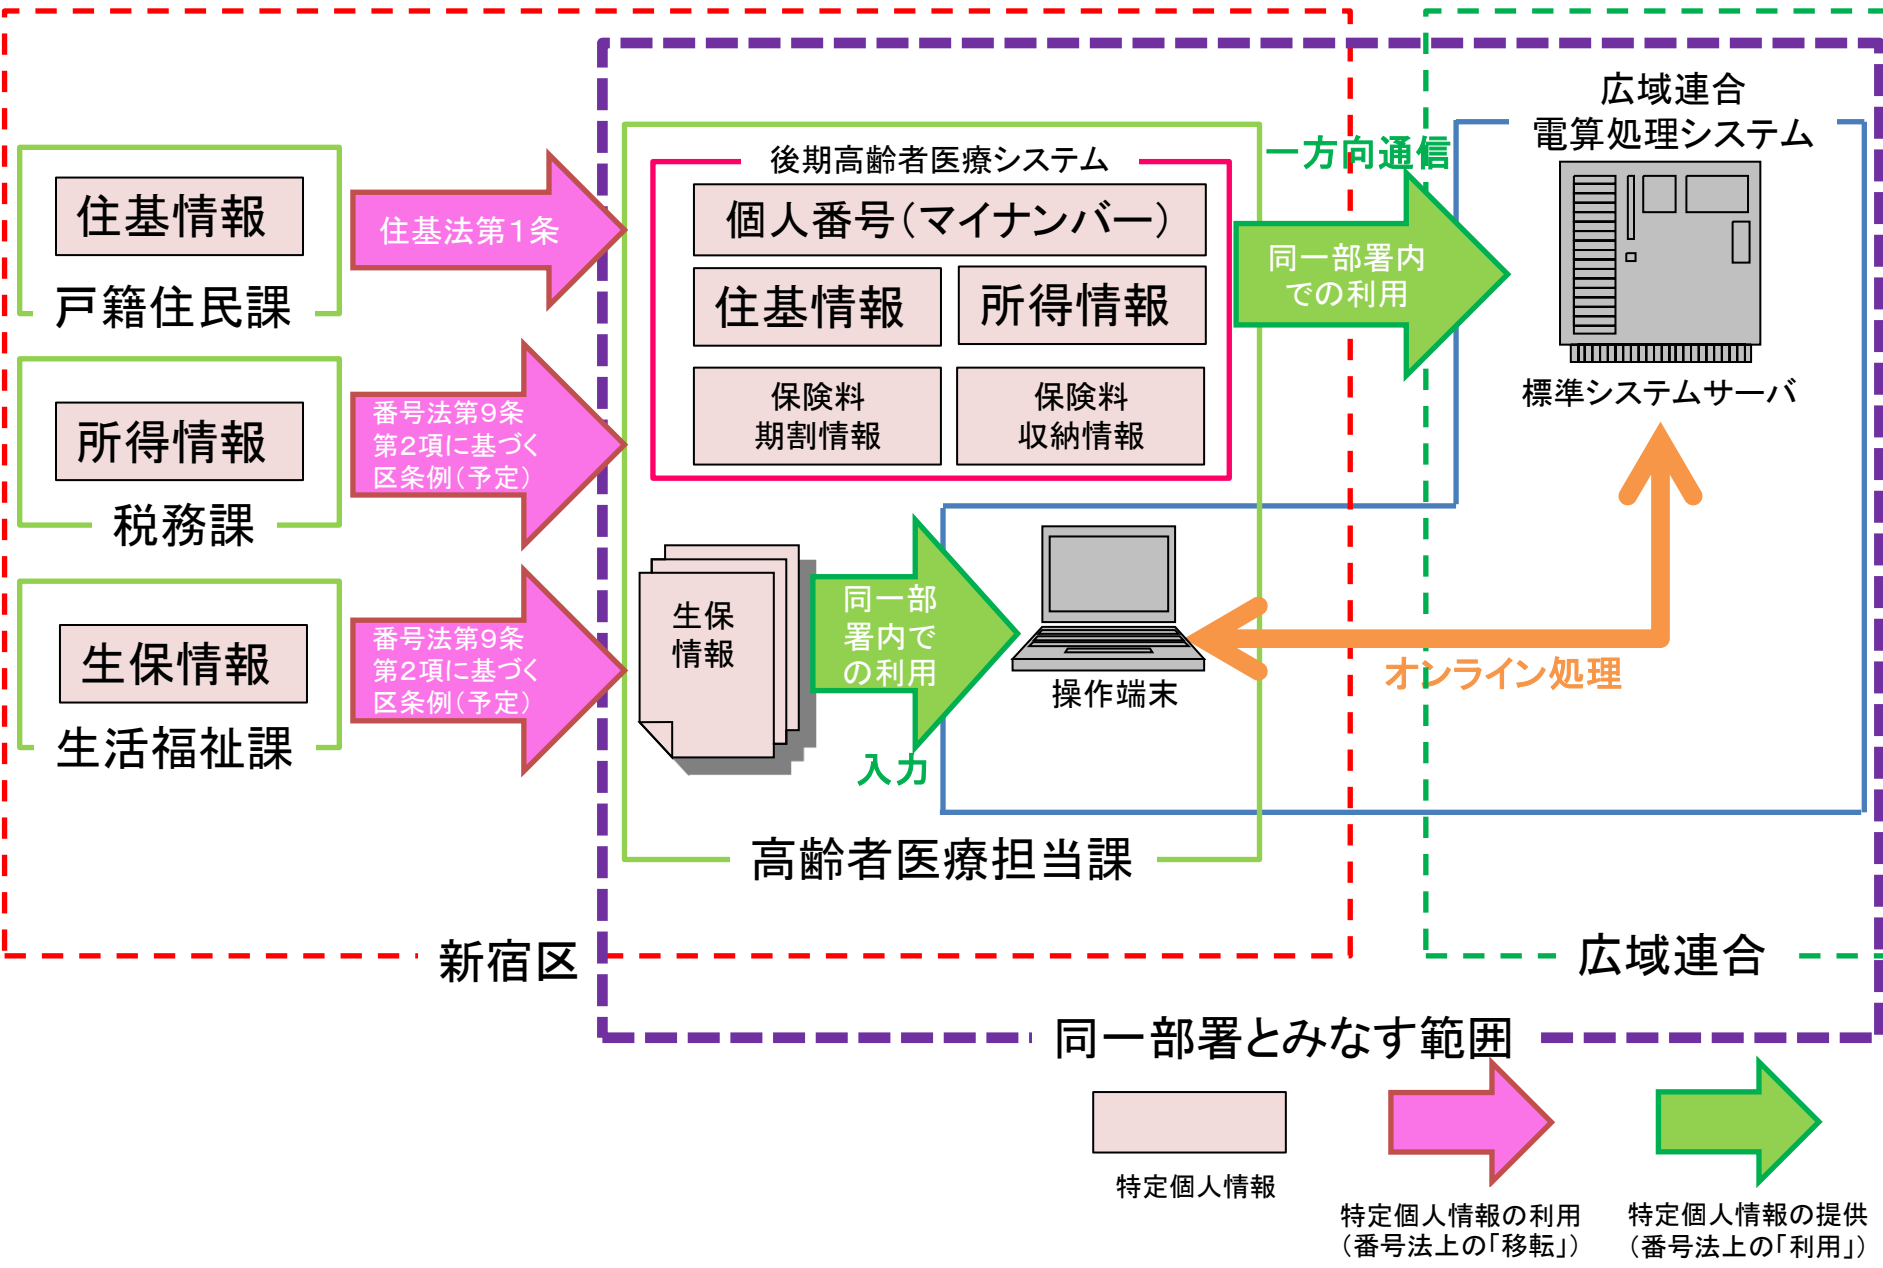 住基情報
戸籍住民課
所得情報
税務課
生保情報
生活福祉課
住基法第1条
番号法第9条
第2項に基づく
区条例(予定)
番号法第9条
第2項に基づく
区条例(予定)
後期高齢者医療システム
個人番号(マイナンバー)
住基情報
所得情報
保険料
期割情報
保険料
収納情報
生保
情報
同一部
署内で
の利用
入力
操作端末
高齢者医療担当課
一方向通信
同一部署内
での利用
広域連合
電算処理システム
標準システムサーバ
オンライン処理
新宿区
広域連合
同一部署とみなす範囲
特定個人情報
特定個人情報の利用
(番号法上の「移転」)
特定個人情報の提供
(番号法上の「利用」)